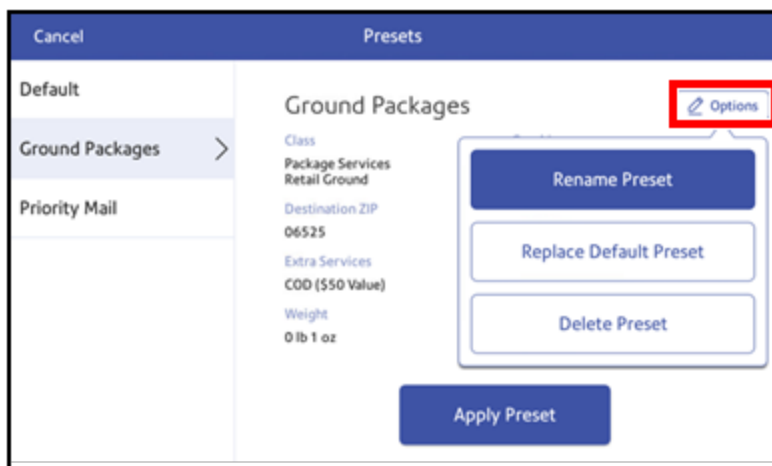 Cancel
Presets
Default
Ground Packages
Priority Mail
Ground Packages
Options
Class
Package Services
Retail Ground
Destination ZIP
06525
Extra Services
COD ($50 Value)
Weight
0 lb 1 oz
Rename Preset
Replace Default Preset
Delete Preset
Apply Preset